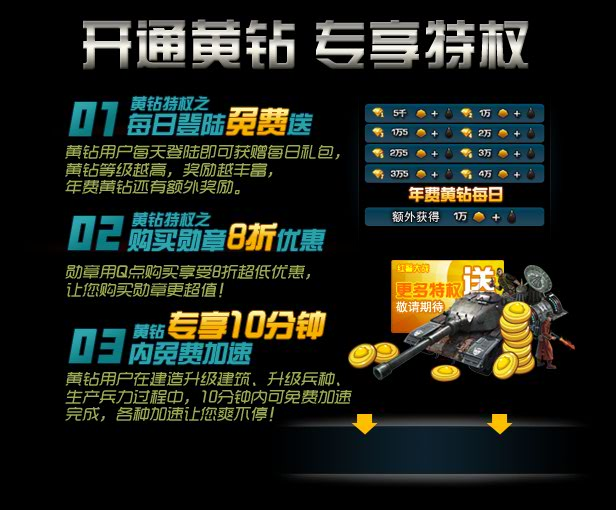 开通黄钻 专享特权
01 黄钻特权之
每日登陆免费送
黄钻用户每天登陆即可获赠每日礼包，
黄钻等级越高，奖励越丰富，
年费黄钻还有额外奖励。
5千 + 1万 +
1万5 + 2万 +
2万5 + 3万 +
3万5 + 4万 +
年费黄钻每日
额外获得 1万 +
02 黄钻特权之
购买勋章8折优惠
勋章用Q点购买享受8折超低优惠，
让您购买勋章更超值！
送
更多特权
敬请期待
03 黄钻专享10分钟
内免费加速
黄钻用户在建造升级建筑、升级兵种、
生产兵力过程中，10分钟内可免费加速
完成，各种加速让您爽不停！